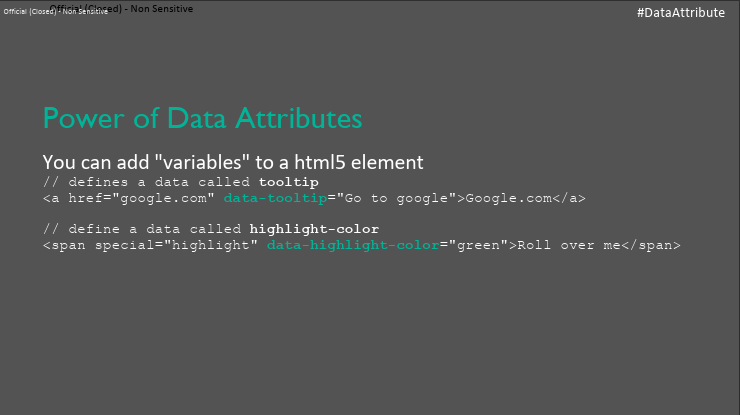 Official (Closed) - Non Sensitive
Official (Closed) - Non Sensitive
#DataAttribute
Power of Data Attributes
You can add "variables" to a html5 element
// defines a data called tooltip
<a href="google.com" data-tooltip="Go to google">Google.com</a>
// define a data called highlight-color
<span special="highlight" data-highlight-color="green">Roll over me</span>